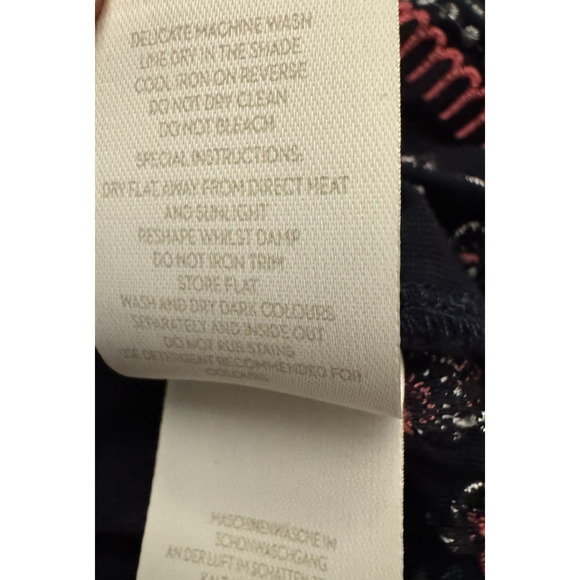 DELICATE MACHINE WASH
LINE DRY IN THE SHADE
COOL IRON ON REVERSE
DO NOT DRY CLEAN
DO NOT BLEACH
SPECIAL INSTRUCTIONS:
DRY FLAT AWAY FROM DIRECT HEAT
AND SUNLIGHT
RESHAPE WHILST DAMP
DO NOT IRON TRIM
STORE FLAT
WASH AND DRY DARK COLOURS
SEPARATELY AND INSIDE OUT
DO NOT RUB STAINS
USE DETERGENT RECOMMENDED FOR
COLOURS.
MASCHINENWÄSCHE IM
SCHONWASCHGANG
AN DER LUFT IM SCHATTEN